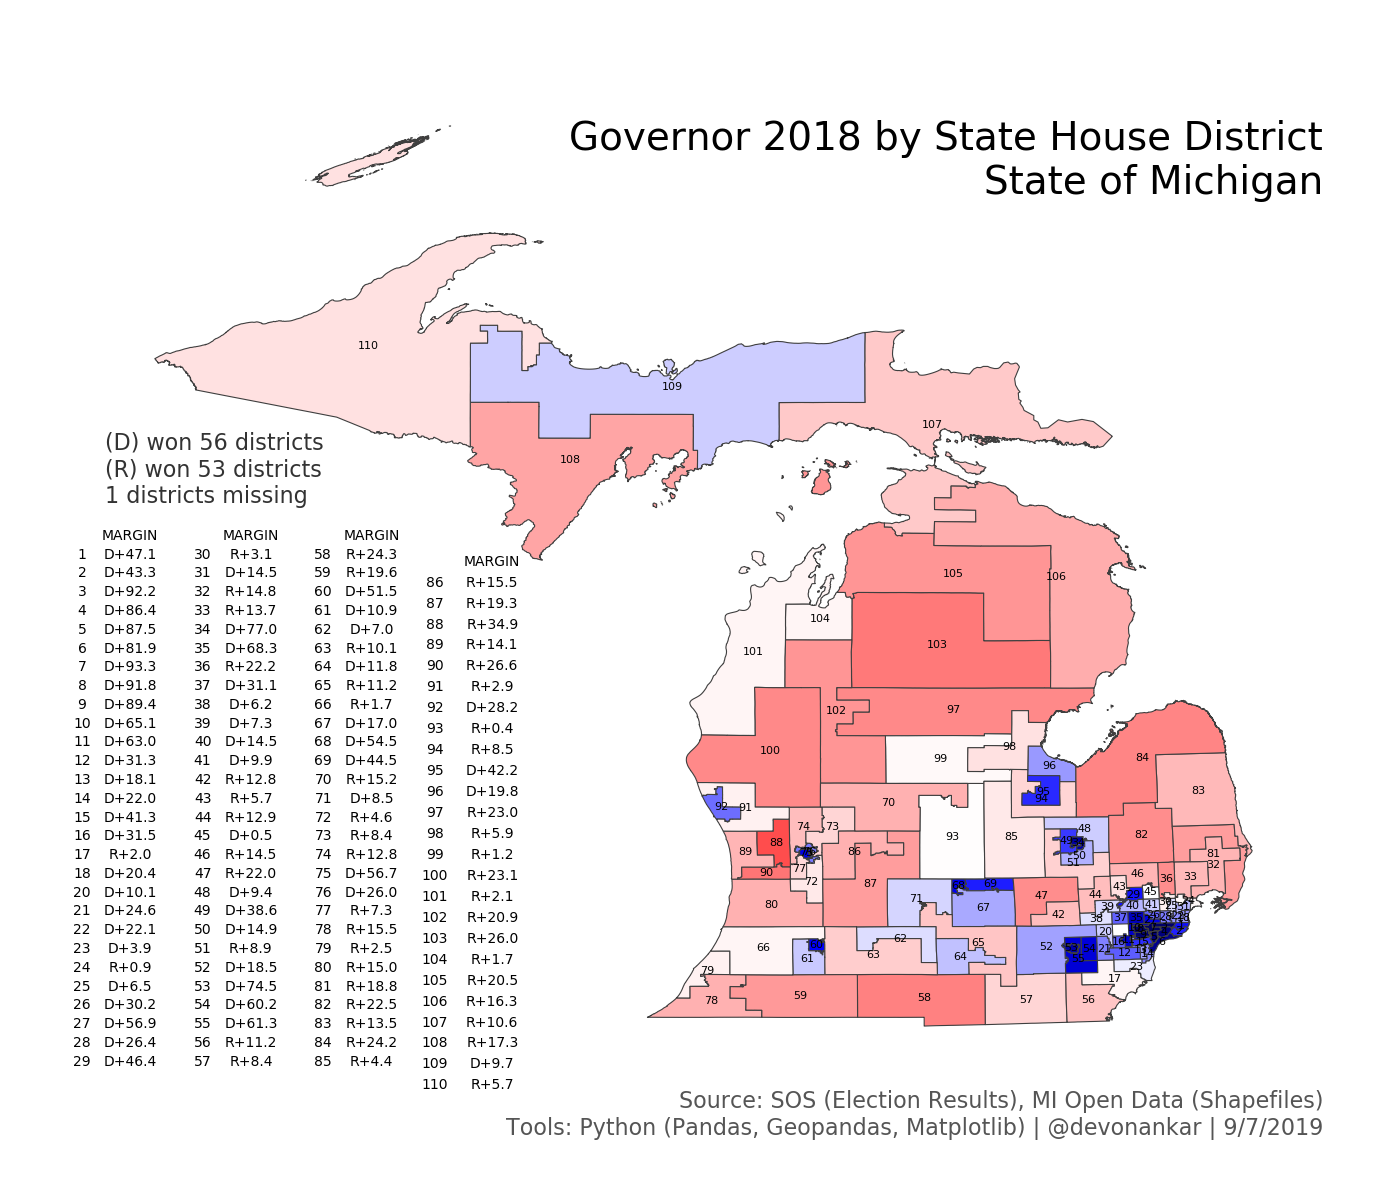 Governor 2018 by State House District
State of Michigan
(D) won 56 districts
(R) won 53 districts
1 districts missing
MARGIN MARGIN MARGIN
1 D+47.1 30 R+3.1 58 R+24.3
2 D+43.3 31 D+14.5 59 R+19.6
3 D+92.2 32 R+14.8 60 D+51.5
4 D+86.4 33 R+13.7 61 D+10.9
5 D+87.5 34 D+77.0 62 D+7.0
6 D+81.9 35 D+68.3 63 R+10.1
7 D+93.3 36 R+22.2 64 D+11.8
8 D+91.8 37 D+31.1 65 R+11.2
9 D+89.4 38 D+6.2 66 R+1.7
10 D+65.1 39 D+7.3 67 D+17.0
11 D+63.0 40 D+14.5 68 D+54.5
12 D+31.3 41 D+9.9 69 D+44.5
13 D+18.1 42 R+12.8 70 R+15.2
14 D+22.0 43 R+5.7 71 D+8.5
15 D+41.3 44 R+12.9 72 R+4.6
16 D+31.5 45 D+0.5 73 R+8.4
17 R+2.0 46 R+14.5 74 R+12.8
18 D+20.4 47 R+22.0 75 D+56.7
20 D+10.1 48 D+9.4 76 D+26.0
21 D+24.6 49 D+38.6 77 R+7.3
22 D+22.1 50 D+14.9 78 R+15.5
23 D+3.9 51 R+8.9 79 R+2.5
24 R+0.9 52 D+18.5 80 R+15.0
25 D+6.5 53 D+74.5 81 R+18.8
26 D+30.2 54 D+60.2 82 R+22.5
27 D+56.9 55 D+61.3 83 R+13.5
28 D+26.4 56 R+11.2 84 R+24.2
29 D+46.4 57 R+8.4 85 R+4.4
MARGIN
86 R+15.5
87 R+19.3
88 R+34.9
89 R+14.1
90 R+26.6
91 R+2.9
92 D+28.2
93 R+0.4
94 R+8.5
95 D+42.2
96 D+19.8
97 R+23.0
98 R+5.9
99 R+1.2
100 R+23.1
101 R+2.1
102 R+20.9
103 R+26.0
104 R+1.7
105 R+20.5
106 R+16.3
107 R+10.6
108 R+17.3
109 D+9.7
110 R+5.7
110
109
107
108
105
106
104
103
101
102
97
100
98
99
84
96
95
94
83
92
91
70
88
74
73
93
85
48
49
82
89
86
50
51
81
32
90
77
72
87
69
47
46
36
33
80
71
67
42
44
43
45
66
61
62
63
64
65
52
38
39
40
41
37
20
21
12
79
78
59
58
57
56
17
23
Source: SOS (Election Results), MI Open Data (Shapefiles)
Tools: Python (Pandas, Geopandas, Matplotlib) | @devonankar | 9/7/2019